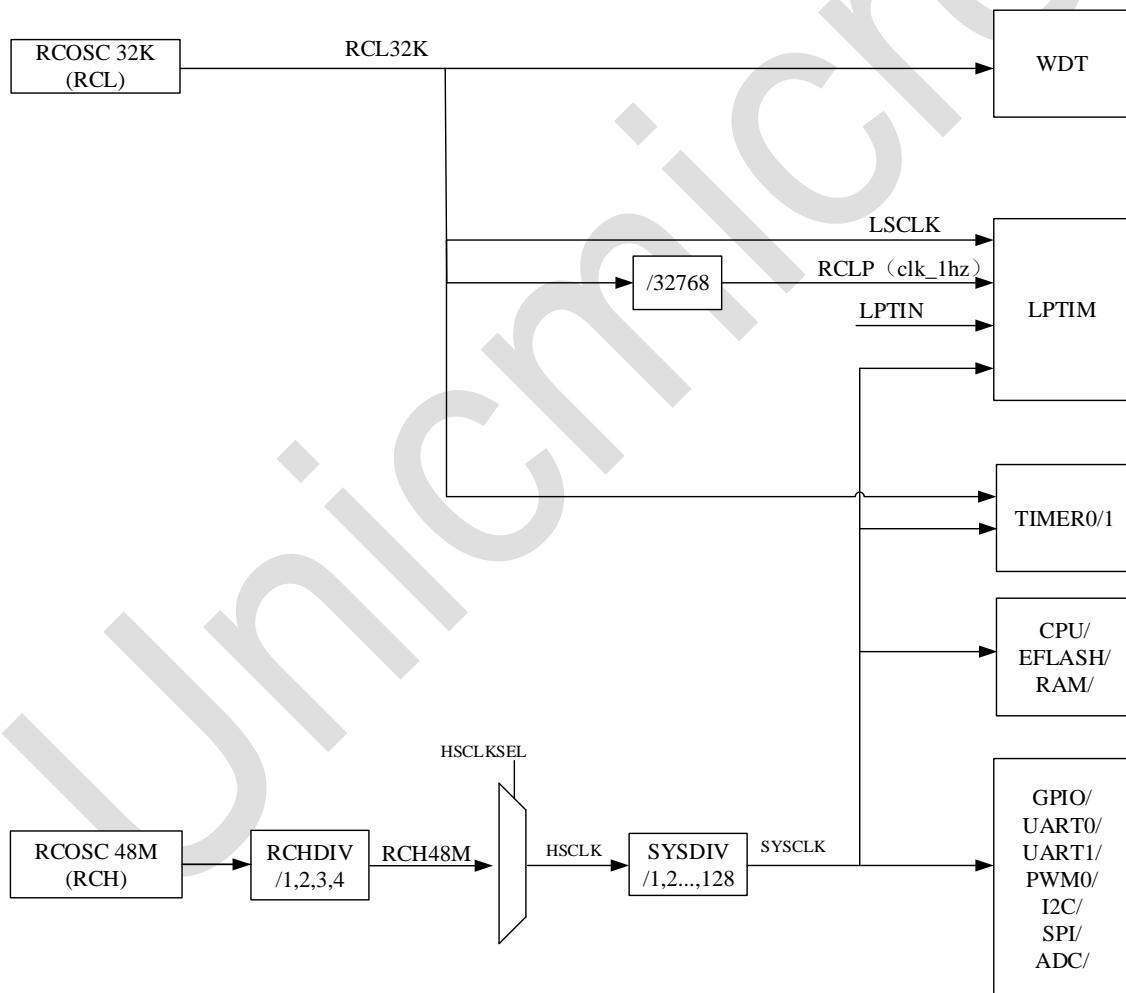 RCOSC 32K
(RCL)
RCL32K
WDT
LSCLK
/32768
RCLP（clk_1hz）
LPTIN
LPTIM
TIMER0/1
CPU/
EFLASH/
RAM/
HSCLKSEL
RCOSC 48M
(RCH)
RCHDIV
/1,2,3,4
RCH48M
HSCLK
SYSDIV
/1,2...,128
SYSCLK
GPIO/
UART0/
UART1/
PWM0/
I2C/
SPI/
ADC/
Unicmicro